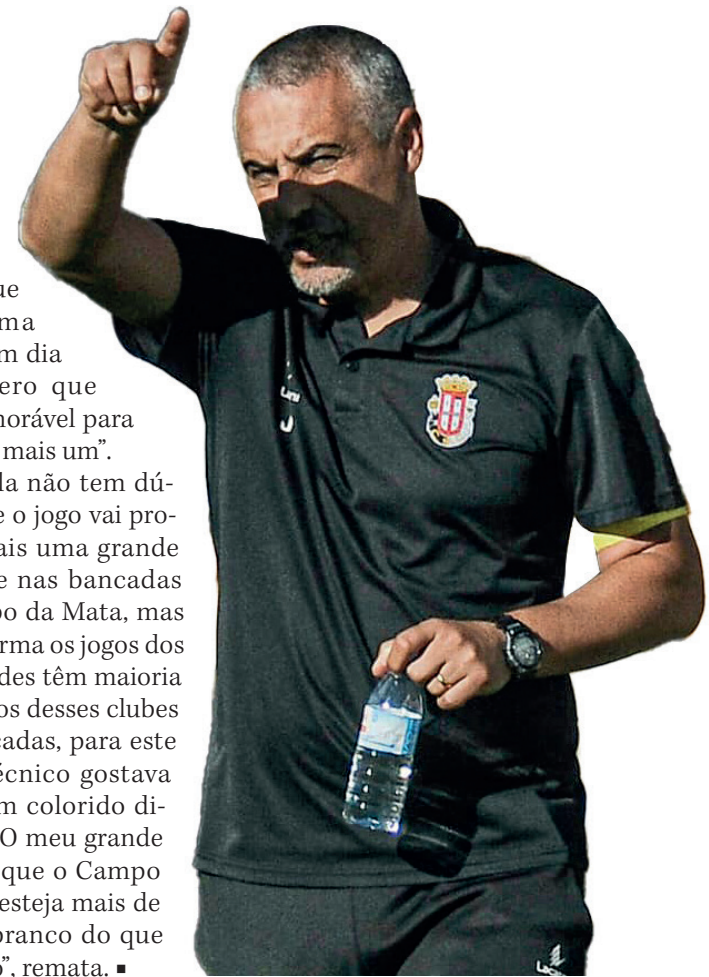 ue
ma
m dia
ero que
morável para
mais um”.
la não tem dú-
e o jogo vai pro-
ais uma grande
e nas bancadas
po da Mata, mas
rma os jogos dos
des têm maioria
os desses clubes
cadas, para este
écnico gostava
m colorido di-
O meu grande
que o Campo
esteja mais de
branco do que
o”, remata. ■
J